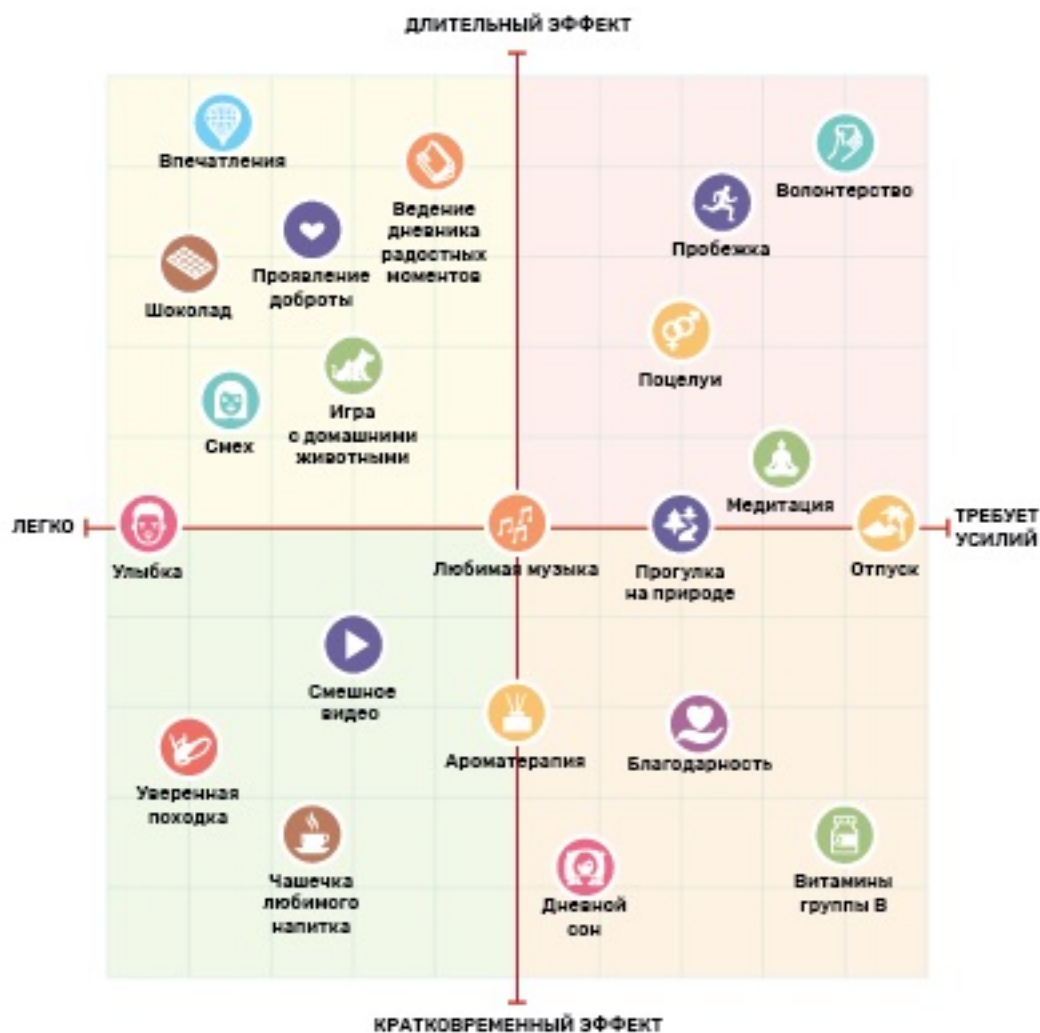 ДЛИТЕЛЬНЫЙ ЭФФЕКТ
Впечатления
Волонтерство
Ведение
дневника
радостных
моментов
Пробежка
Проявление
доброты
Шоколад
Поцелуи
Игра
с домашними
животными
Смех
Медитация
ЛЕГКО
ТРЕБУЕТ
УСИЛИЙ
Улыбка
Любимая музыка
Прогулка
на природе
Отпуск
Смешное
видео
Ароматерапия
Благодарность
Уверенная
походка
Чашечка
любимого
напитка
Дневной
сон
Витамины
группы В
КРАТКОВРЕМЕННЫЙ ЭФФЕКТ